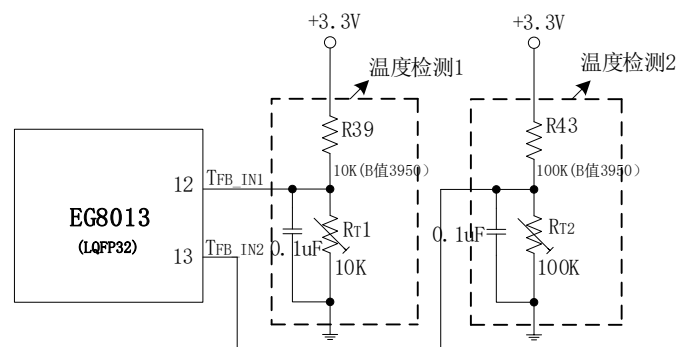 +3.3V
+3.3V
温度检测1
温度检测2
R39
R43
10K(B值3950)
100K(B值3950)
12
TFB_IN1
EG8013
(LQFP32)
RT1
RT2
0.1uF
0.1uF
13
TFB_IN2
10K
100K